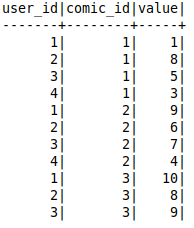 user_id|comic_id|value|
-------+--------+-----+
1| 1| 1|
2| 1| 8|
3| 1| 5|
4| 1| 3|
1| 2| 9|
2| 2| 6|
3| 2| 7|
4| 2| 4|
1| 3| 10|
2| 3| 8|
3| 3| 9|